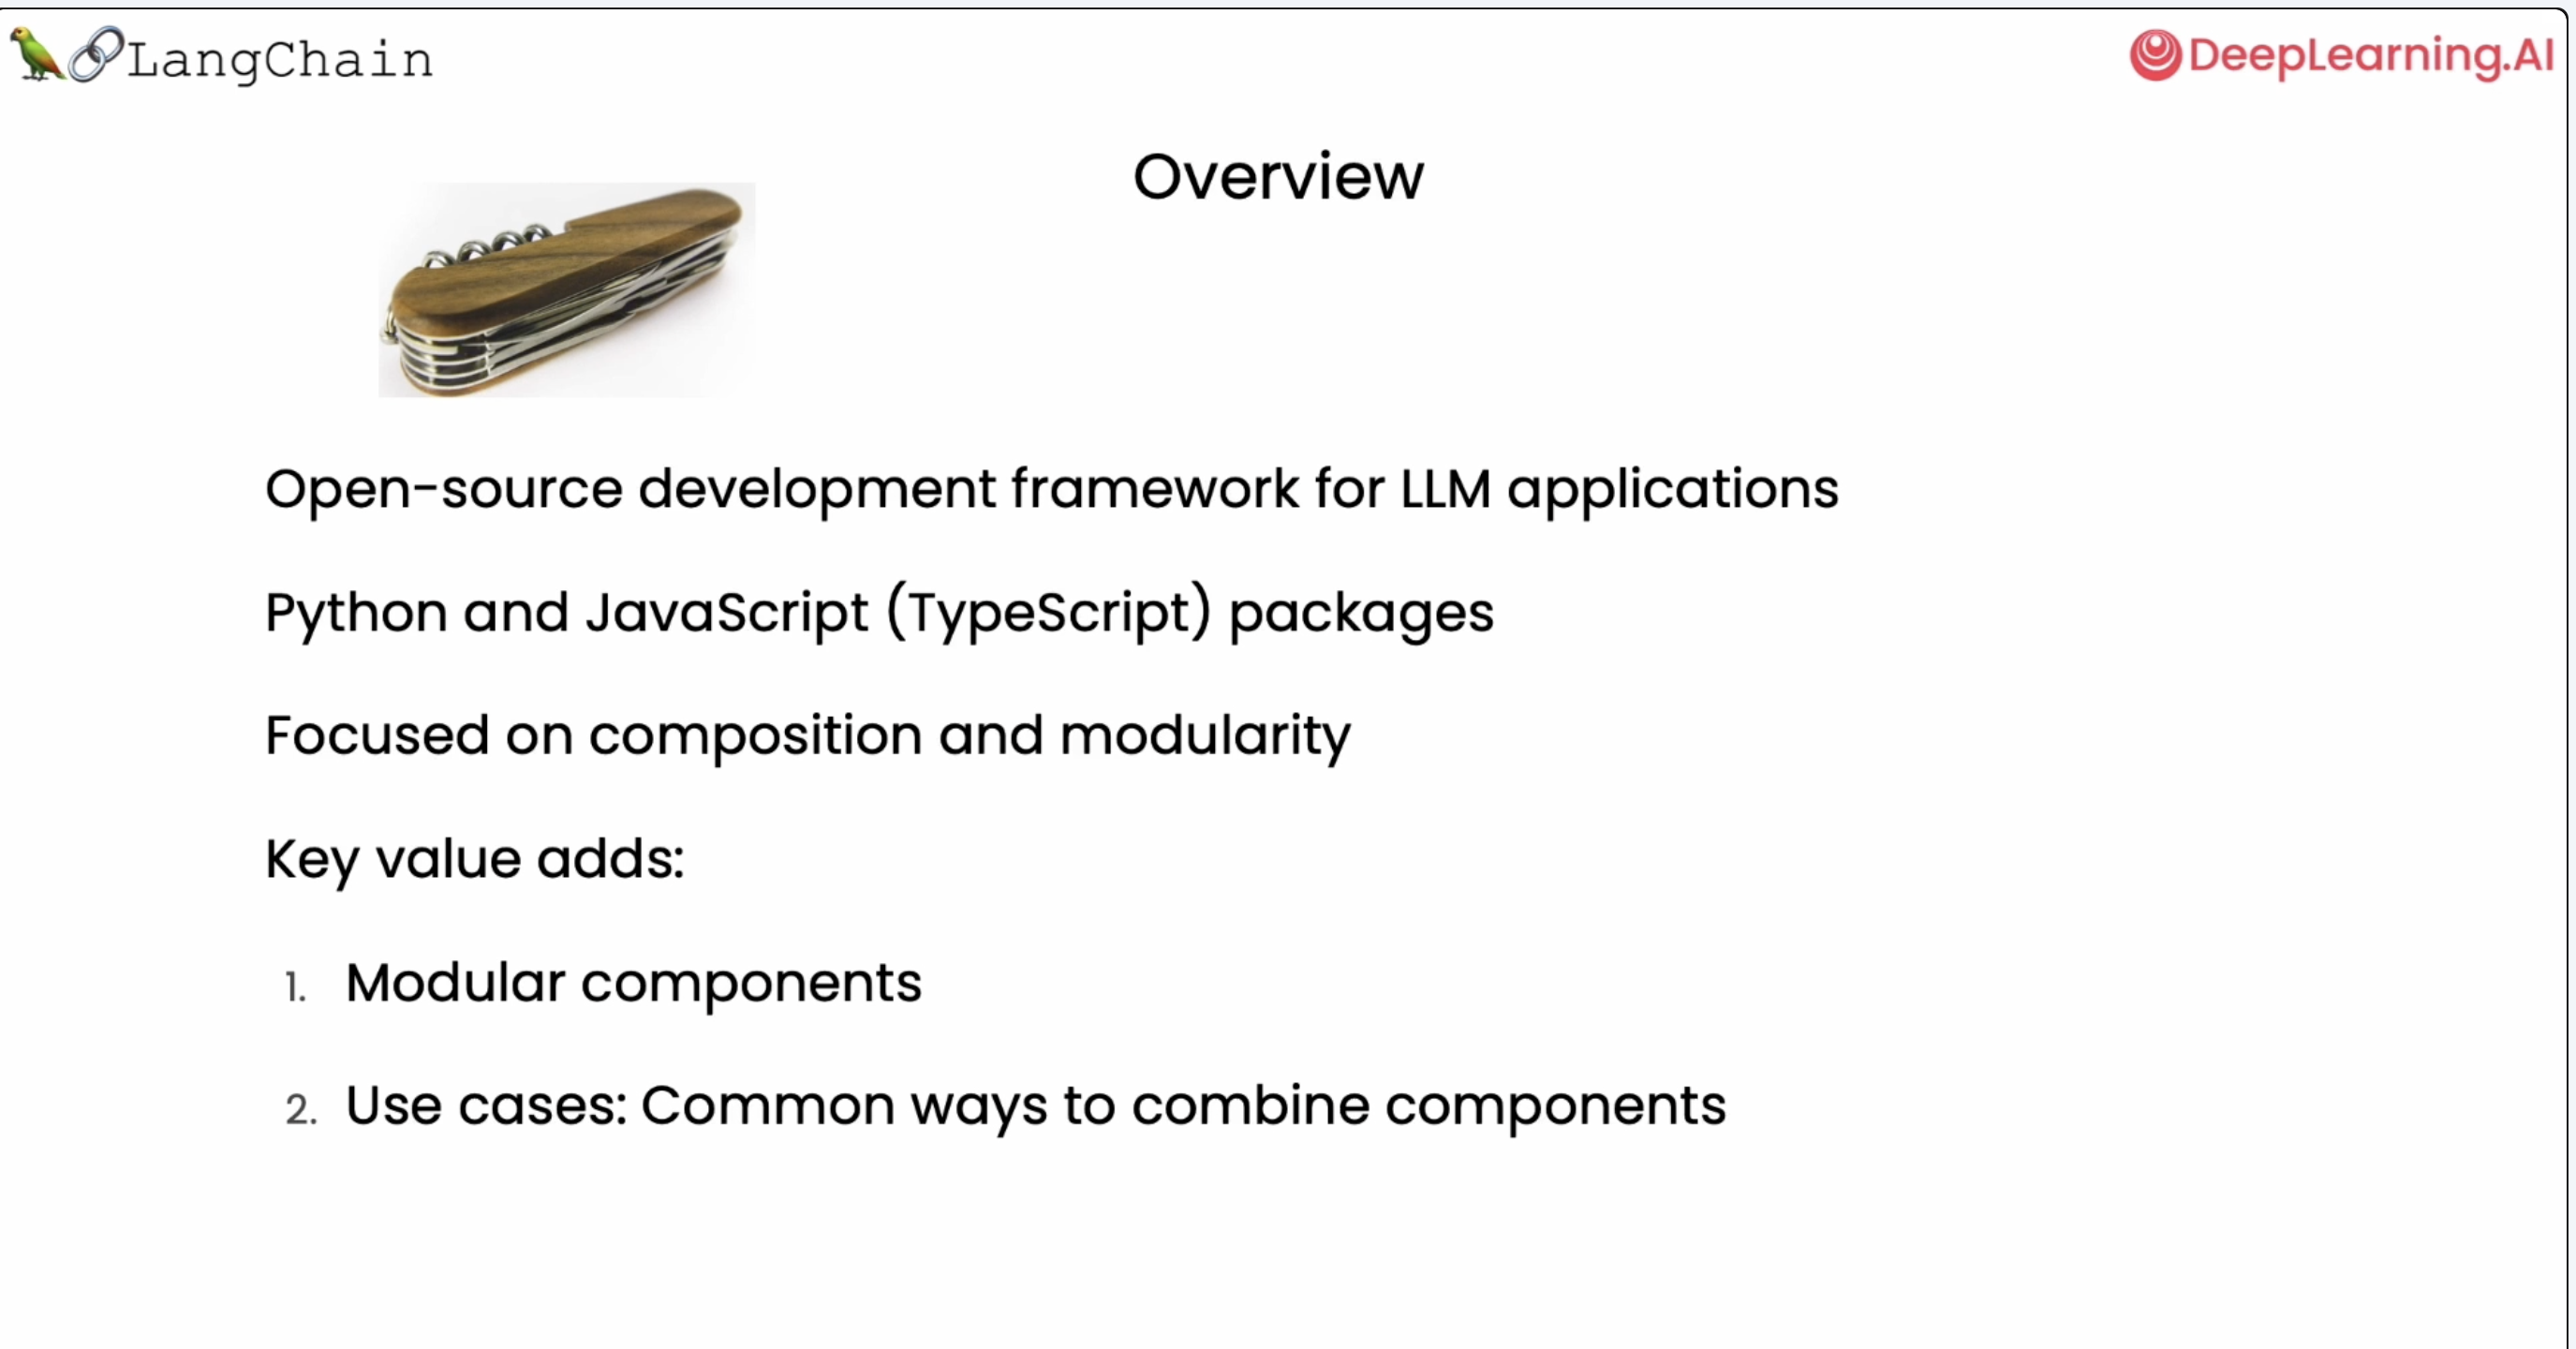 LangChain
DeepLearning.AI
Overview
Open-source development framework for LLM applications
Python and JavaScript (TypeScript) packages
Focused on composition and modularity
Key value adds:
1. Modular components
2. Use cases: Common ways to combine components